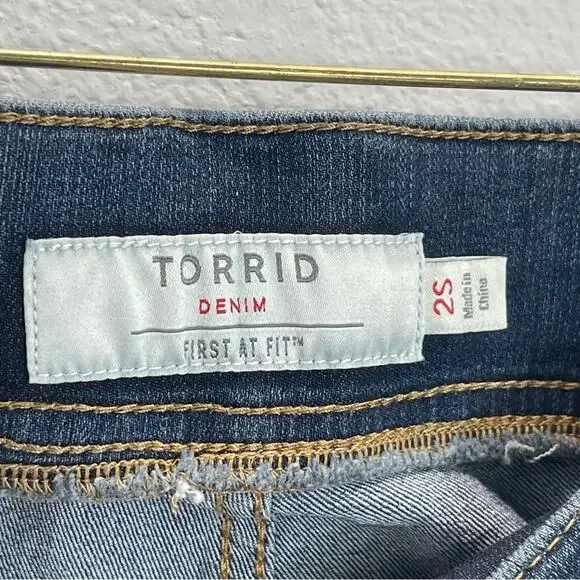 TORRID
DENIM
FIRST AT FIT™
2S
Made in
China